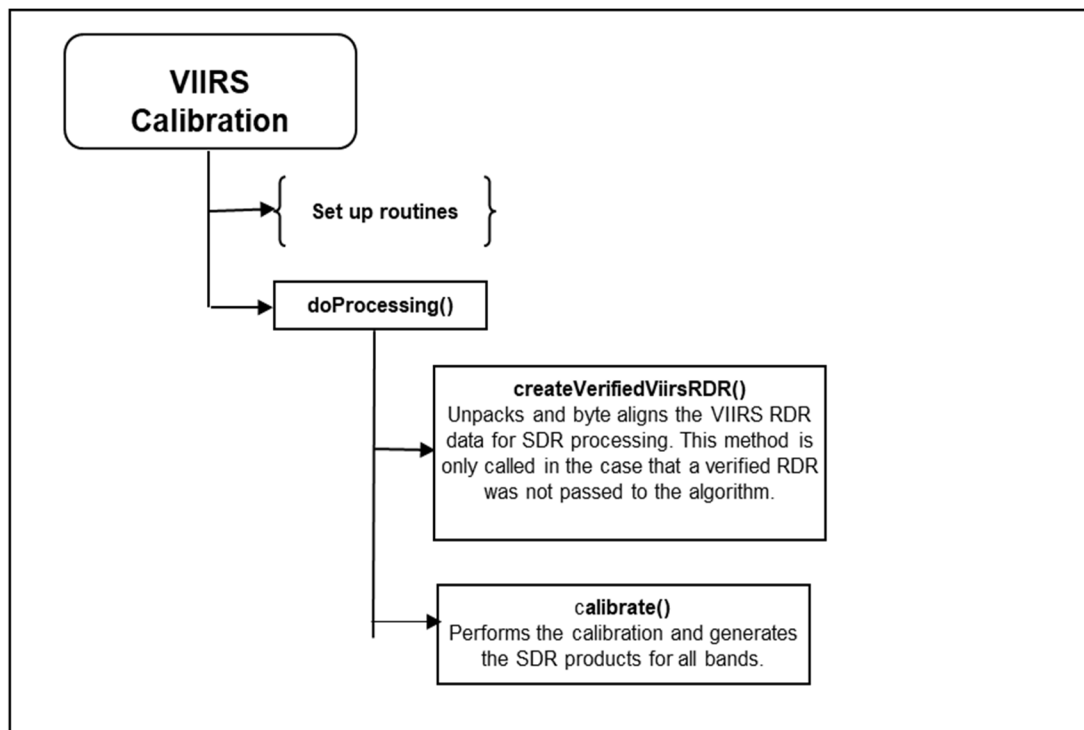 VIIRS
Calibration
Set up routines
doProcessing()
createVerifiedViirsRDR()
Unpacks and byte aligns the VIIRS RDR
data for SDR processing. This method is
only called in the case that a verified RDR
was not passed to the algorithm.
calibrate()
Performs the calibration and generates
the SDR products for all bands.